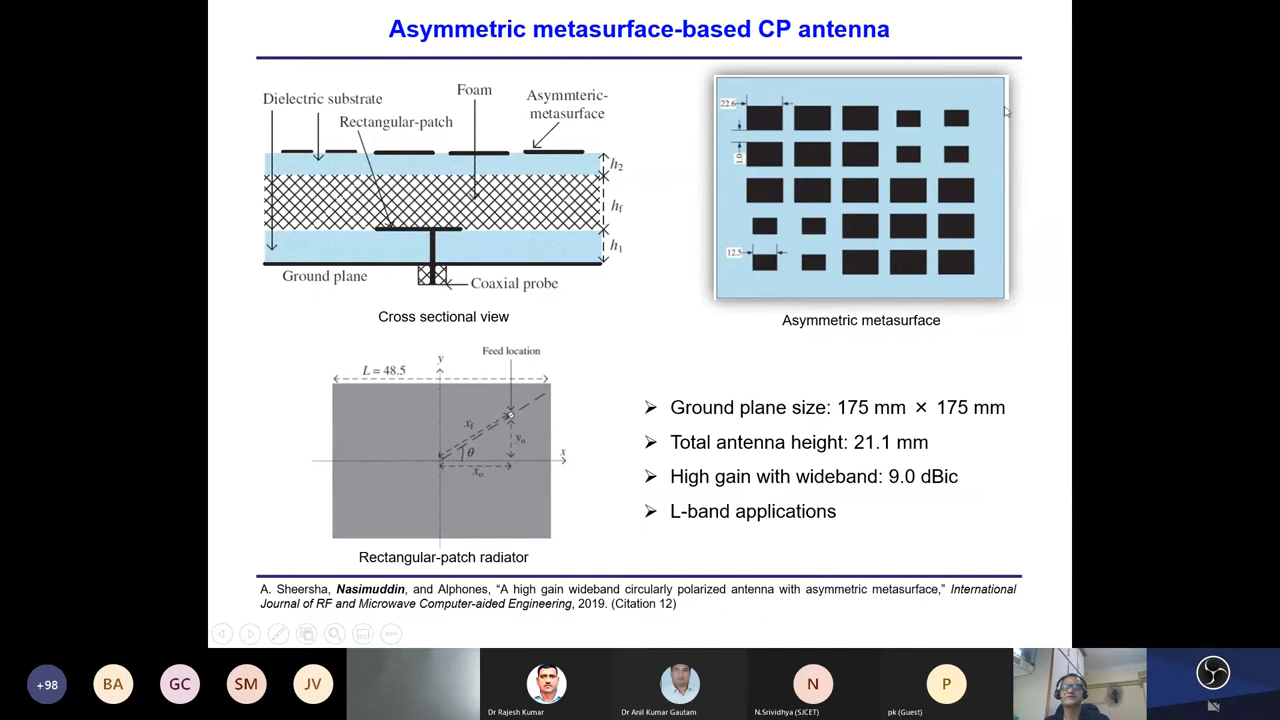 Asymmetric metasurface-based CP antenna
Dielectric substrate
Foam
Rectangular-patch
Asymmteric-
metasurface
h2
hf
h1
Ground plane
Coaxial probe
Cross sectional view
22.6
1.0
12.5
Asymmetric metasurface
Feed location
y
L = 48.5
xf
yo
θ
x
xo
Rectangular-patch radiator
➢ Ground plane size: 175 mm × 175 mm
➢ Total antenna height: 21.1 mm
➢ High gain with wideband: 9.0 dBic
➢ L-band applications
A. Sheersha, Nasimuddin, and Alphones, “A high gain wideband circularly polarized antenna with asymmetric metasurface,” International
Journal of RF and Microwave Computer-aided Engineering, 2019. (Citation 12)
+98
BA
GC
SM
JV
Dr Rajesh Kumar
Dr Anil Kumar Gautam
N
N.Srividhya (SJCET)
P
pk (Guest)